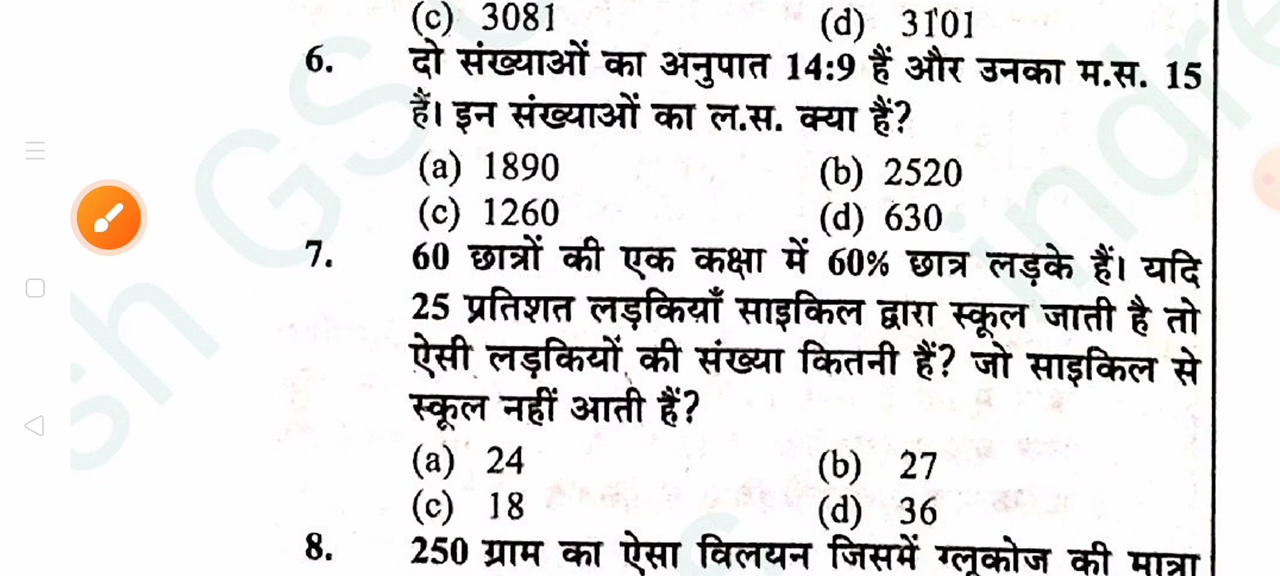 (c) 3081 (d) 3101
6. दो संख्याओं का अनुपात 14:9 हैं और उनका म.स. 15
हैं। इन संख्याओं का ल.स. क्या हैं?
(a) 1890 (b) 2520
(c) 1260 (d) 630
7. 60 छात्रों की एक कक्षा में 60% छात्र लड़के हैं। यदि
25 प्रतिशत लड़कियाँ साइकिल द्वारा स्कूल जाती है तो
ऐसी लड़कियों की संख्या कितनी हैं? जो साइकिल से
स्कूल नहीं आती हैं?
(a) 24 (b) 27
(c) 18 (d) 36
8. 250 ग्राम का ऐसा विलयन जिसमें ग्लूकोज की मात्रा